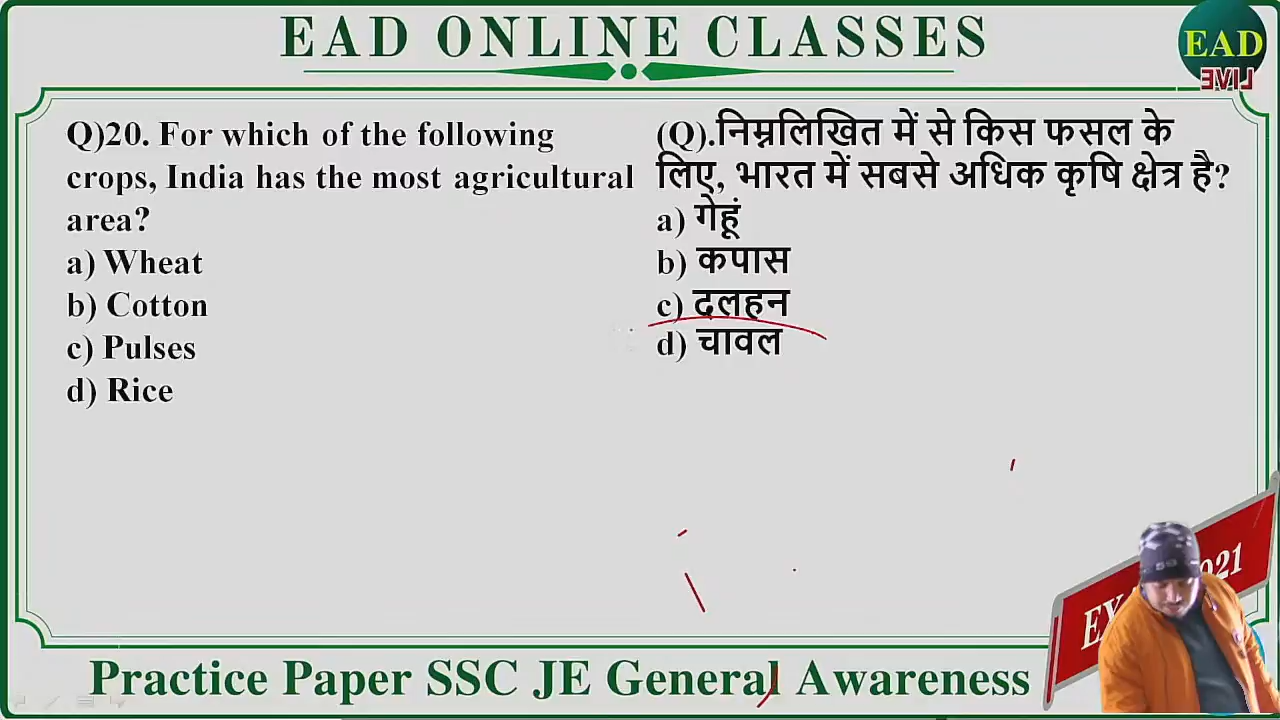 EAD ONLINE CLASSES
EAD
LIVE
Q)20. For which of the following
crops, India has the most agricultural
area?
a) Wheat
b) Cotton
c) Pulses
d) Rice
(Q).निम्नलिखित में से किस फसल के
लिए, भारत में सबसे अधिक कृषि क्षेत्र है?
a) गेहूं
b) कपास
c) दलहन
d) चावल
Practice Paper SSC JE General Awareness